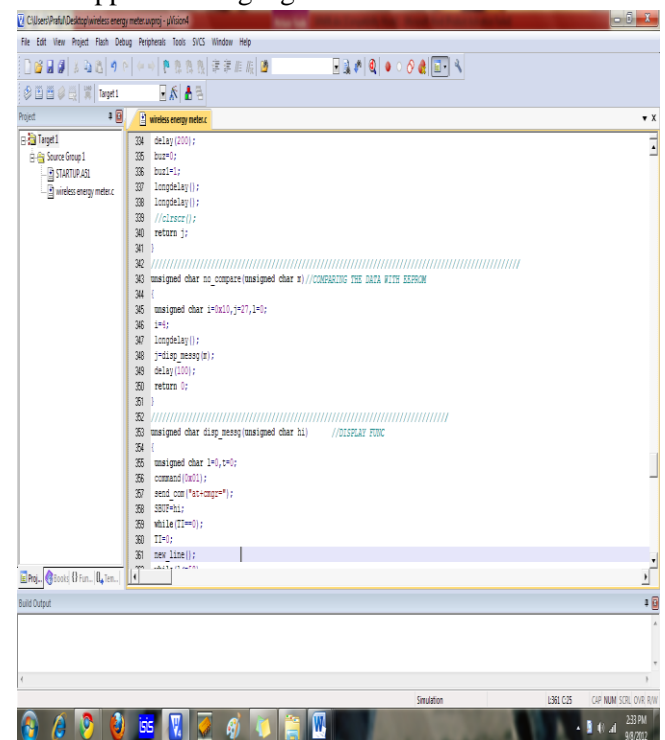 C:\Users\Praful\Desktop\wireless energy meter.uvproj - µVision4
File Edit View Project Flash Debug Peripherals Tools SVCS Window Help
Target 1
Project
wireless energy meter.c
Target 1
Source Group 1
STARTUP.A51
wireless energy meter.c
334 delay(200);
335 buz=0;
336 buz1=1;
337 longdelay();
338 longdelay();
339 //clrscr();
340 return j;
341 }
342 ////////////////////////////////////////////////////////////////////////////////////////////
343 unsigned char no_compare(unsigned char m)//COMPARING THE DATA WITH EEPROM
344 {
345 unsigned char i=0x10,j=27,l=0;
346 i=4;
347 longdelay();
348 j=disp_messg(m);
349 delay(100);
350 return 0;
351 }
352 //////////////////////////////////////////////////////////////////////////
353 unsigned char disp_messg(unsigned char hi) //DISPLAY FUNC
354 {
355 unsigned char l=0,t=0;
356 command(0x01);
357 send_com("at+cmgr=");
358 SBUF=hi;
359 while(TI==0);
360 TI=0;
361 new_line();
Proj... Books {} Fun... Tem...
Build Output
Simulation L:361 C:25 CAP NUM SCRL OVR R/W
ISIS
2:33 PM
9/8/2012